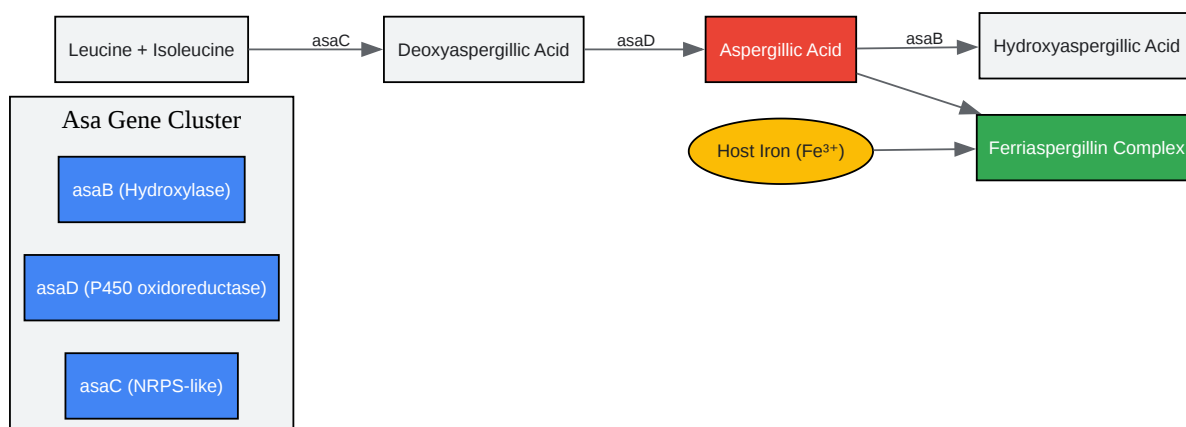 Leucine + Isoleucine
asaC
Deoxyaspergillic Acid
asaD
Aspergillic Acid
asaB
Hydroxyaspergillic Acid
Asa Gene Cluster
Host Iron (Fe³⁺)
Ferriaspergillin Complex
asaB (Hydroxylase)
asaD (P450 oxidoreductase)
asaC (NRPS-like)